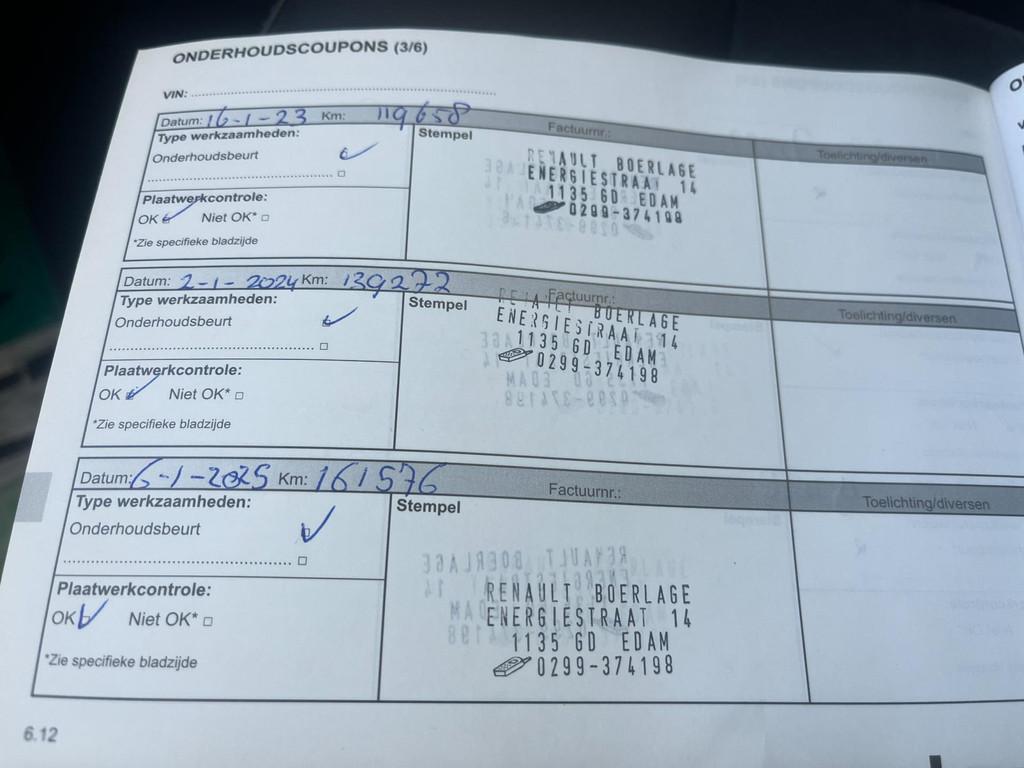 ONDERHOUDSCOUPONS (3/6)
VIN:
Datum: 16-1-23 Km: 119658
Factuurnr.:
Toelichting/diversen
Type werkzaamheden:
Stempel
Onderhoudsbeurt
RENAULT BOERLAGE
ENERGIESTRAAT 14
1135 GD EDAM
0299-374198
Plaatwerkcontrole:
OK Niet OK*
*Zie specifieke bladzijde
Datum: 2-1-2024 Km: 139272
Factuurnr.:
Toelichting/diversen
Type werkzaamheden:
Stempel
Onderhoudsbeurt
RENAULT BOERLAGE
ENERGIESTRAAT 14
1135 GD EDAM
0299-374198
Plaatwerkcontrole:
OK Niet OK*
*Zie specifieke bladzijde
Datum: 6-1-2025 Km: 161576
Factuurnr.:
Toelichting/diversen
Type werkzaamheden:
Stempel
Onderhoudsbeurt
RENAULT BOERLAGE
ENERGIESTRAAT 14
1135 GD EDAM
0299-374198
Plaatwerkcontrole:
OK Niet OK*
*Zie specifieke bladzijde
6.12